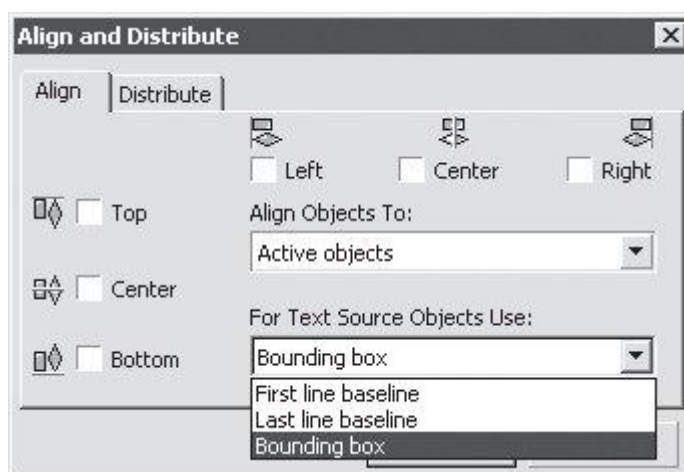 Align and Distribute
Align Distribute
Left Center Right
Top Align Objects To:
Active objects
Center
For Text Source Objects Use:
Bottom Bounding box
First line baseline
Last line baseline
Bounding box